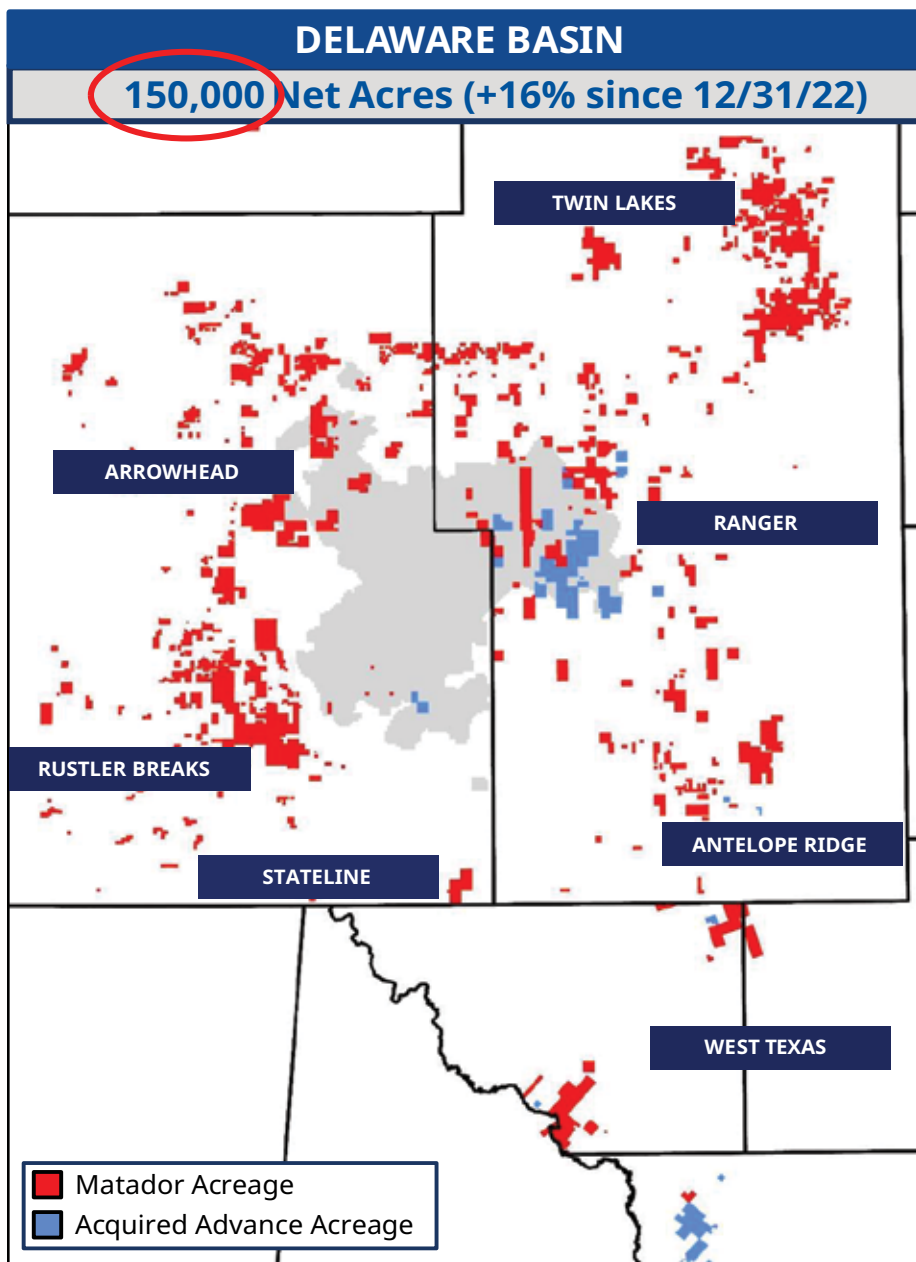 DELAWARE BASIN
150,000 Net Acres (+16% since 12/31/22)
TWIN LAKES
ARROWHEAD
RANGER
RUSTLER BREAKS
ANTELOPE RIDGE
STATELINE
WEST TEXAS
Matador Acreage
Acquired Advance Acreage